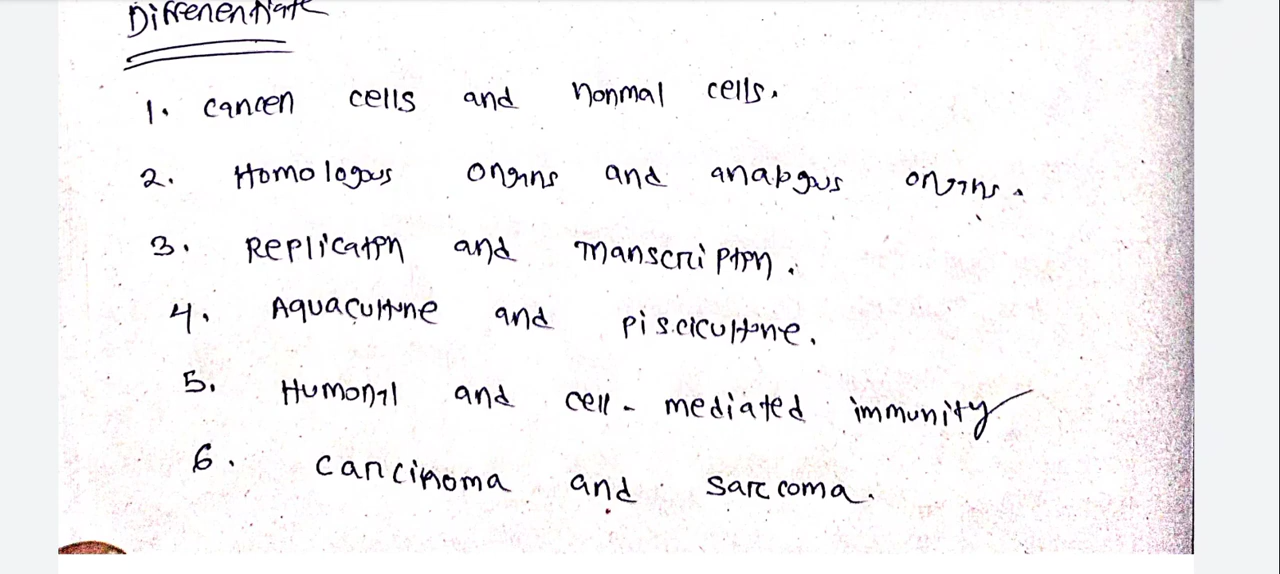 Differentiate
1. Cancer cells and normal cells.
2. Homologous organs and analogous organs.
3. Replication and transcription.
4. Aquaculture and pisciculture.
5. Humoral and cell-mediated immunity
6. Carcinoma and sarcoma.